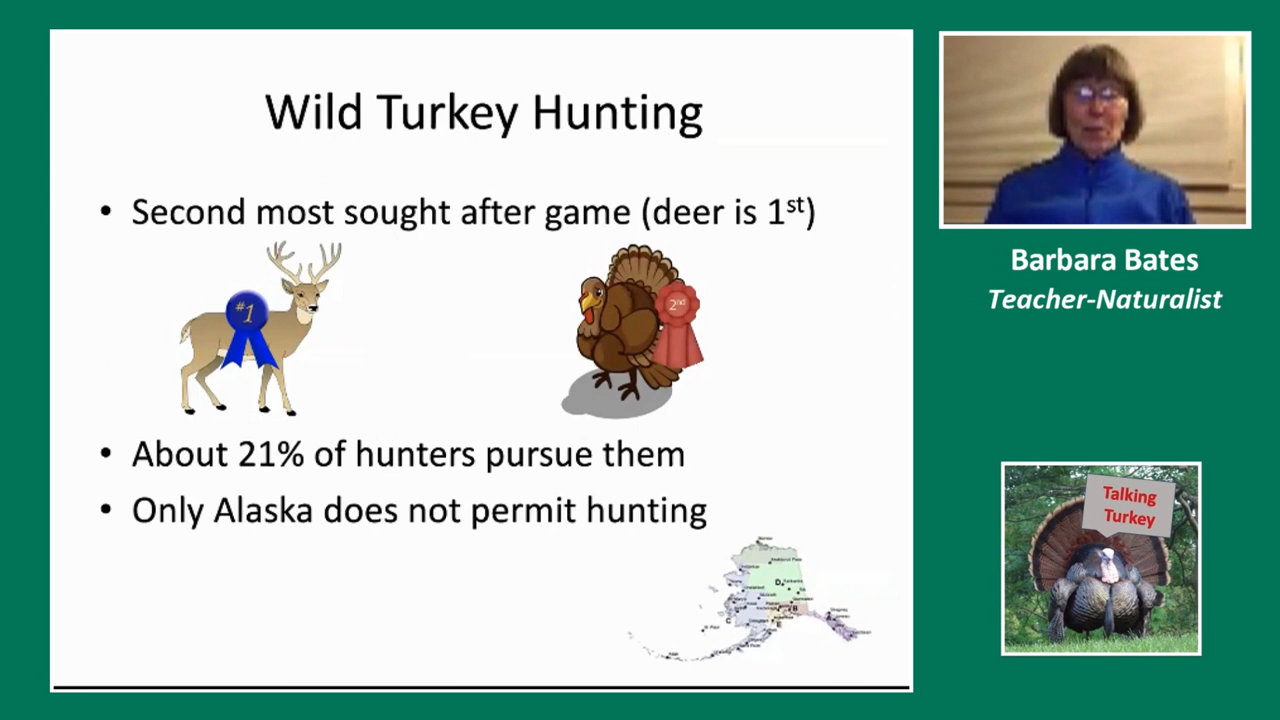 Wild Turkey Hunting
• Second most sought after game (deer is 1st)
#1
2nd
• About 21% of hunters pursue them
• Only Alaska does not permit hunting
D
B
C
E
Barbara Bates
Teacher-Naturalist
Talking
Turkey